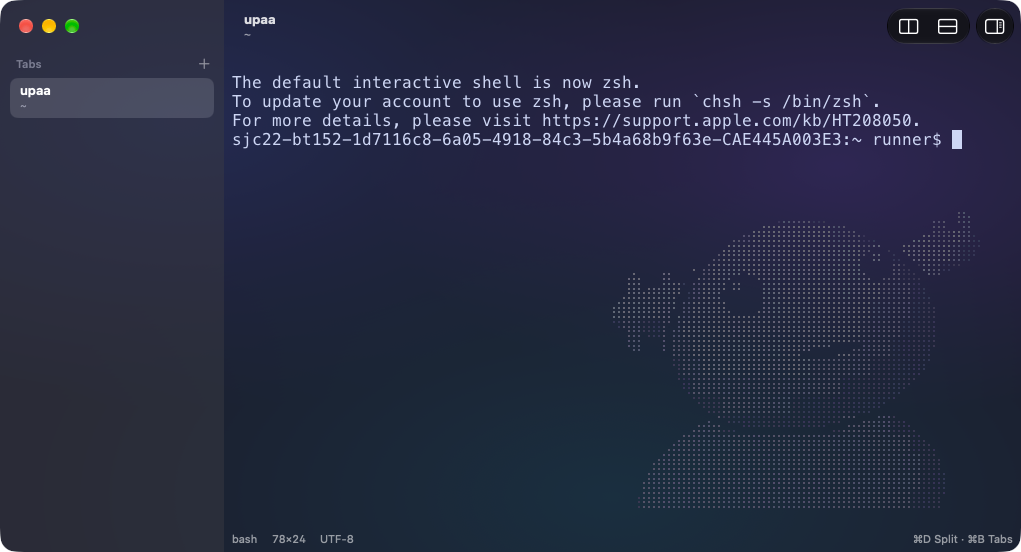 upaa
~
Tabs +
upaa
~
The default interactive shell is now zsh.
To update your account to use zsh, please run `chsh -s /bin/zsh`.
For more details, please visit https://support.apple.com/kb/HT208050.
sjc22-bt152-1d7116c8-6a05-4918-84c3-5b4a68b9f63e-CAE445A003E3:~ runner$
bash 78×24 UTF-8 ⌘D Split · ⌘B Tabs